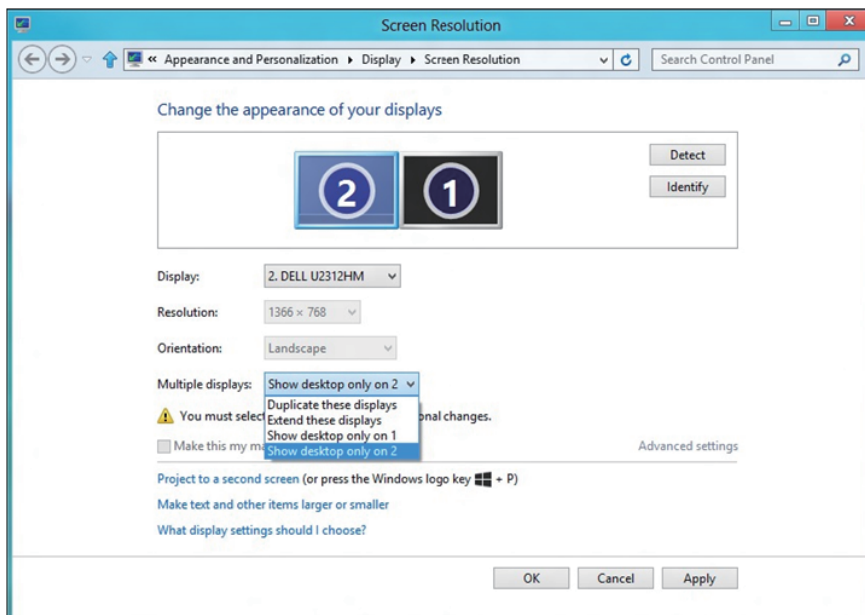 Screen Resolution
« Appearance and Personalization ▸ Display ▸ Screen Resolution
Search Control Panel
Change the appearance of your displays
2
1
Detect
Identify
Display: 2. DELL U2312HM
Resolution: 1366 × 768
Orientation: Landscape
Multiple displays: Show desktop only on 2
Duplicate these displays
Extend these displays
Show desktop only on 1
Show desktop only on 2
You must selec onal changes.
Make this my ma
Advanced settings
Project to a second screen (or press the Windows logo key + P)
Make text and other items larger or smaller
What display settings should I choose?
OK
Cancel
Apply